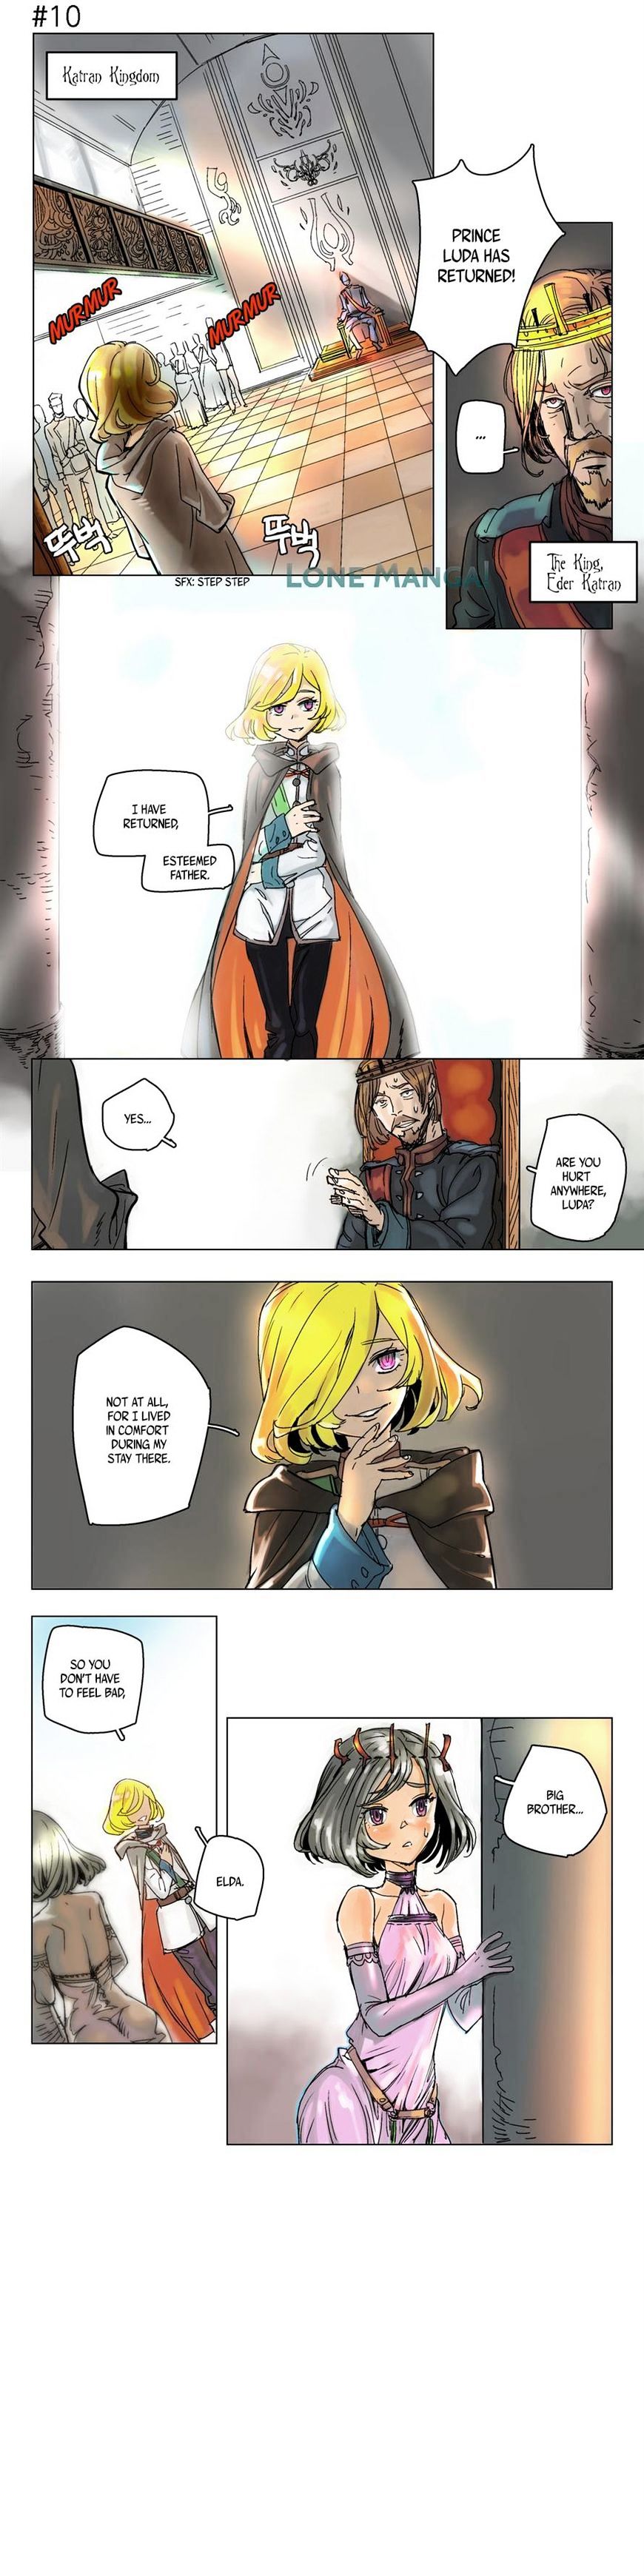 #10
Katran Kingdom
PRINCE
LUDA HAS
RETURNED!
MURMUR
MURMUR
...
뚜벅
뚜벅
SFX: STEP STEP
LONE MANGA!
The King,
Eder Katran
I HAVE
RETURNED,
ESTEEMED
FATHER.
YES...
ARE YOU
HURT
ANYWHERE,
LUDA?
NOT AT ALL,
FOR I LIVED
IN COMFORT
DURING MY
STAY THERE.
SO YOU
DON'T HAVE
TO FEEL BAD,
ELDA.
BIG
BROTHER...